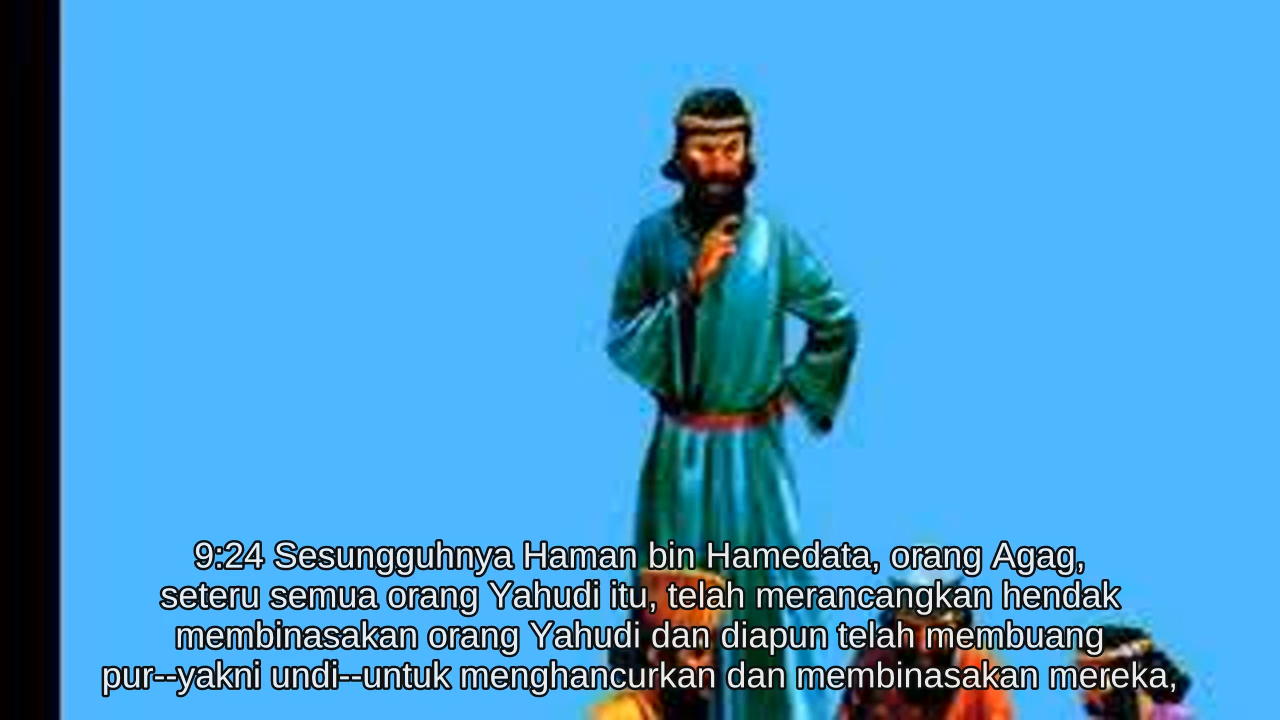 9:24 Sesungguhnya Haman bin Hamedata, orang Agag,
seteru semua orang Yahudi itu, telah merancangkan hendak
membinasakan orang Yahudi dan diapun telah membuang
pur--yakni undi--untuk menghancurkan dan membinasakan mereka,